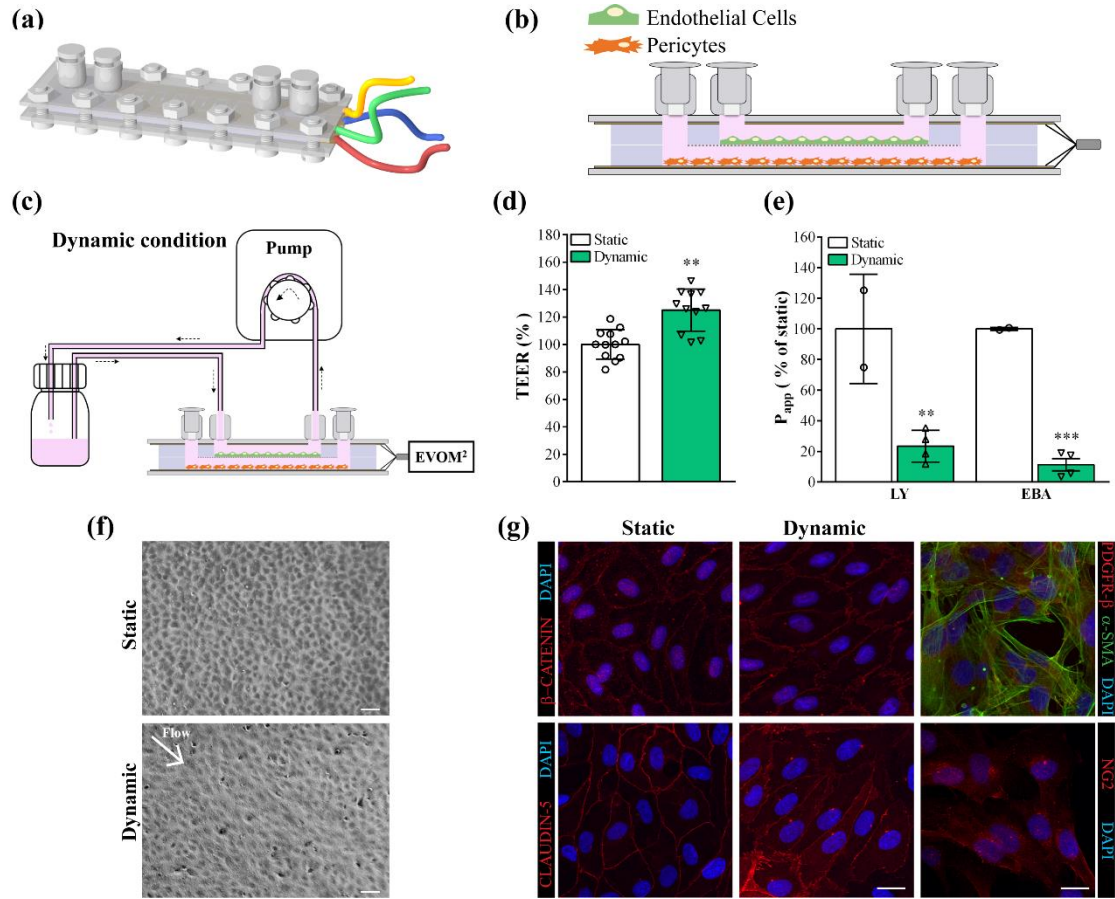 (a)
(b)
Endothelial Cells
Pericytes
(c)
Dynamic condition
Pump
EVOM²
(d)
TEER (%)
180
160
140
120
100
80
60
40
20
0
Static
Dynamic
**
(e)
Papp ( % of static)
160
140
120
100
80
60
40
20
0
Static
Dynamic
**
***
LY
EBA
(f)
Static
Dynamic
Flow
(g)
Static
Dynamic
β-CATENIN DAPI
PDGFR-β α-SMA DAPI
CLAUDIN-5 DAPI
NG2 DAPI